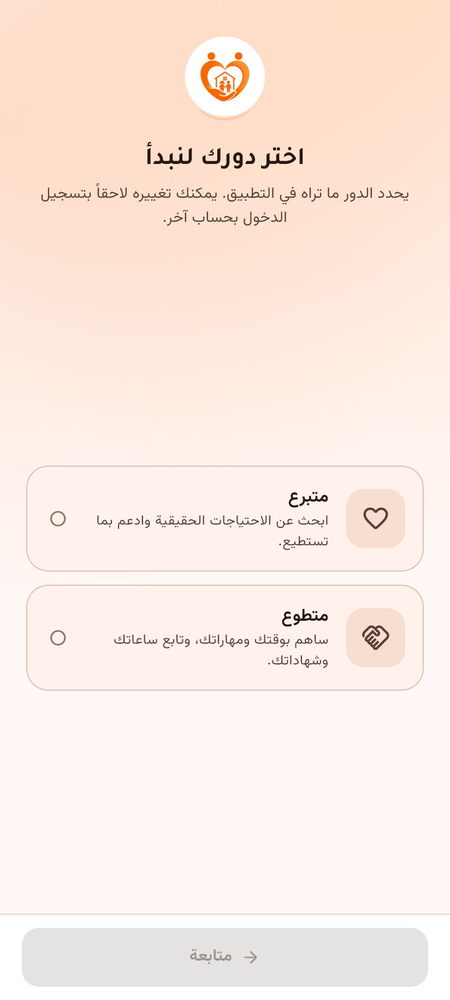 اختر دورك لنبدأ
يحدد الدور ما تراه في التطبيق. يمكنك تغييره لاحقاً بتسجيل
الدخول بحساب آخر.
متبرع
ابحث عن الاحتياجات الحقيقية وادعم بما
تستطيع.
متطوع
ساهم بوقتك ومهاراتك، وتابع ساعاتك
وشهاداتك.
متابعة